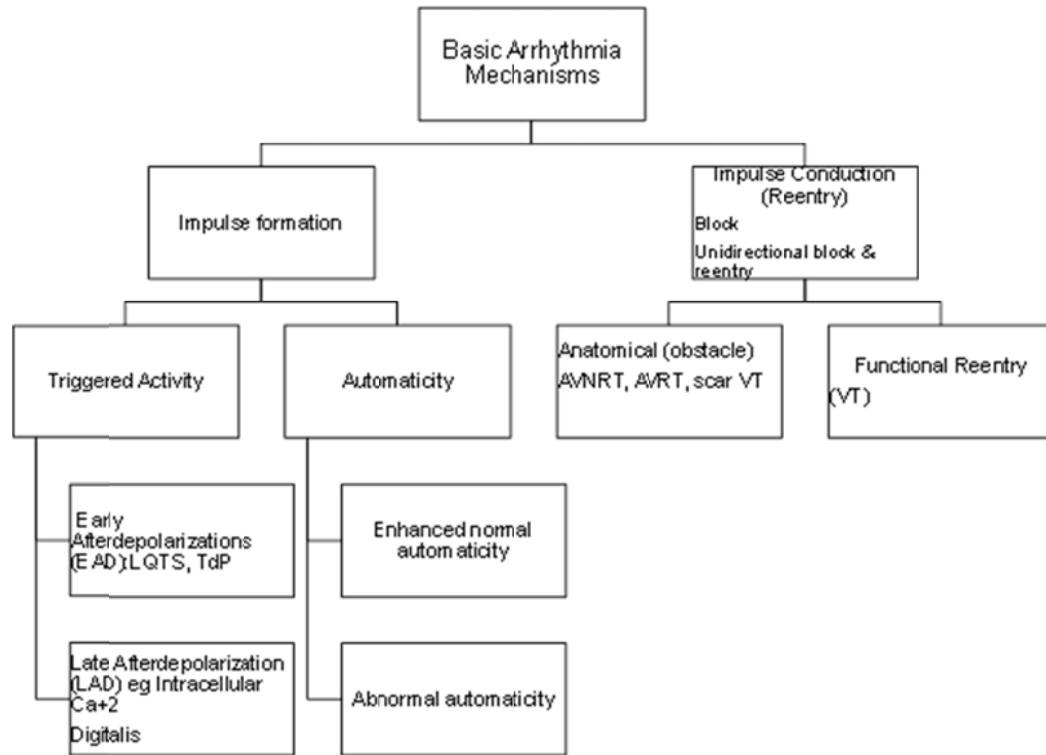 Basic Arrhythmia
Mechanisms
Impulse formation
Impulse Conduction
(Reentry)
Block
Unidirectional block &
reentry
Triggered Activity
Automaticity
Anatomical (obstacle)
AVNRT, AVRT, scar VT
Functional Reentry
(VT)
Early
Afterdepolarizations
(EAD):LQTS, TdP
Enhanced normal
automaticity
Late Afterdepolarization
(LAD) eg Intracellular
Ca+2
Digitalis
Abnormal automaticity